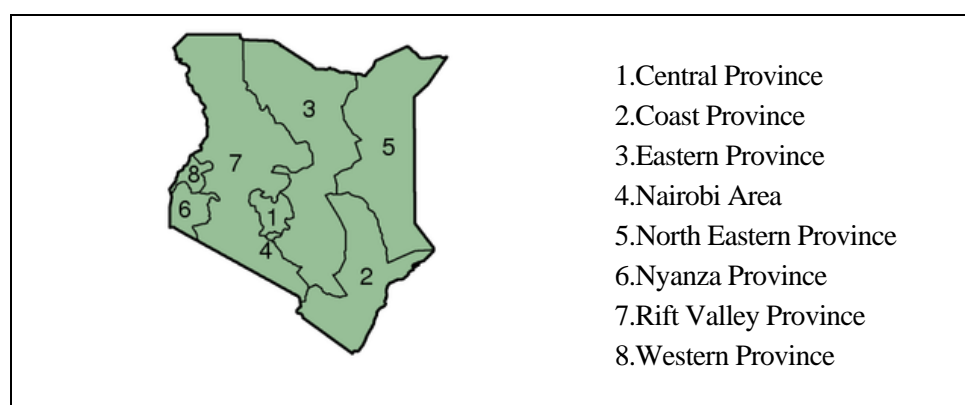 3
5
7
8
6
1
4
2
1.Central Province
2.Coast Province
3.Eastern Province
4.Nairobi Area
5.North Eastern Province
6.Nyanza Province
7.Rift Valley Province
8.Western Province